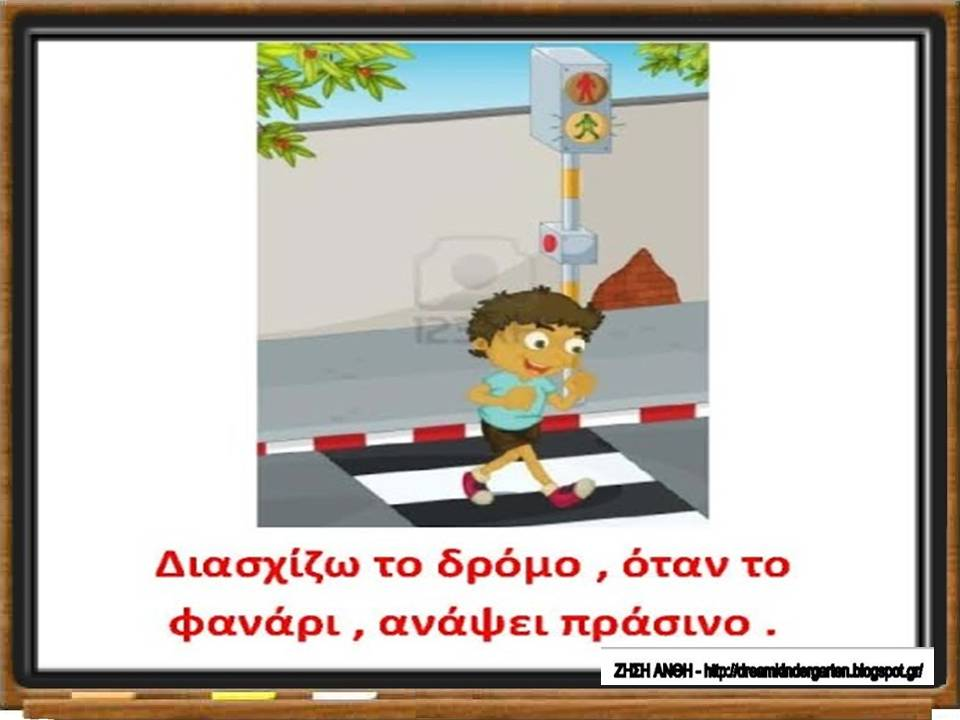 Διασχίζω το δρόμο , όταν το
φανάρι , ανάψει πράσινο .
ΖΗΣΗ ΑΝΘΗ - http://dreamkindergarten.blogspot.gr/